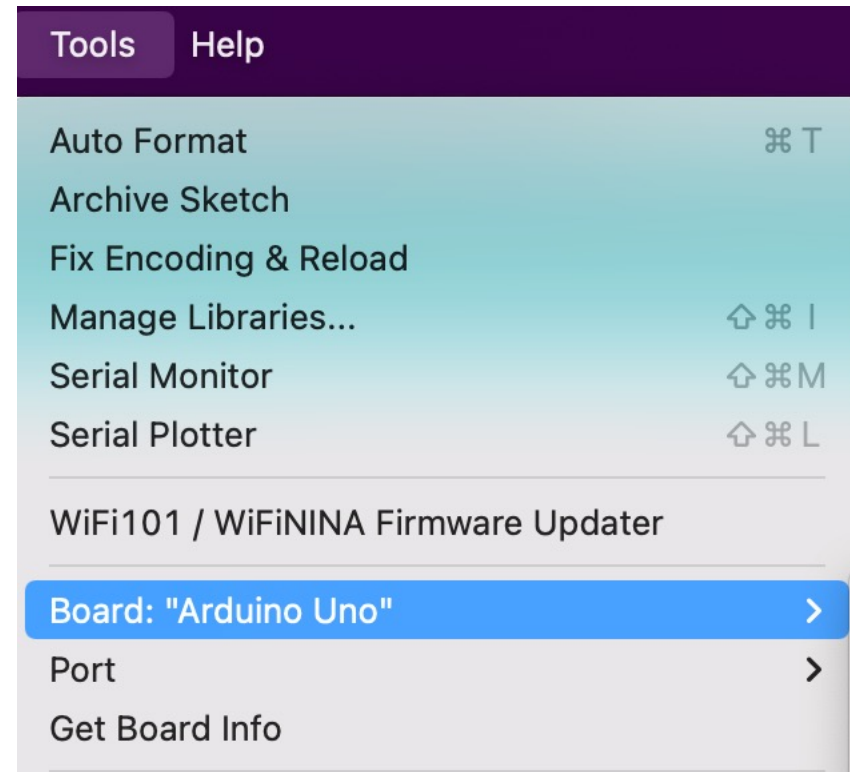 Tools Help
Auto Format ⌘ T
Archive Sketch
Fix Encoding & Reload
Manage Libraries... ⇧ ⌘ I
Serial Monitor ⇧ ⌘ M
Serial Plotter ⇧ ⌘ L
WiFi101 / WiFiNINA Firmware Updater
Board: "Arduino Uno"
Port
Get Board Info